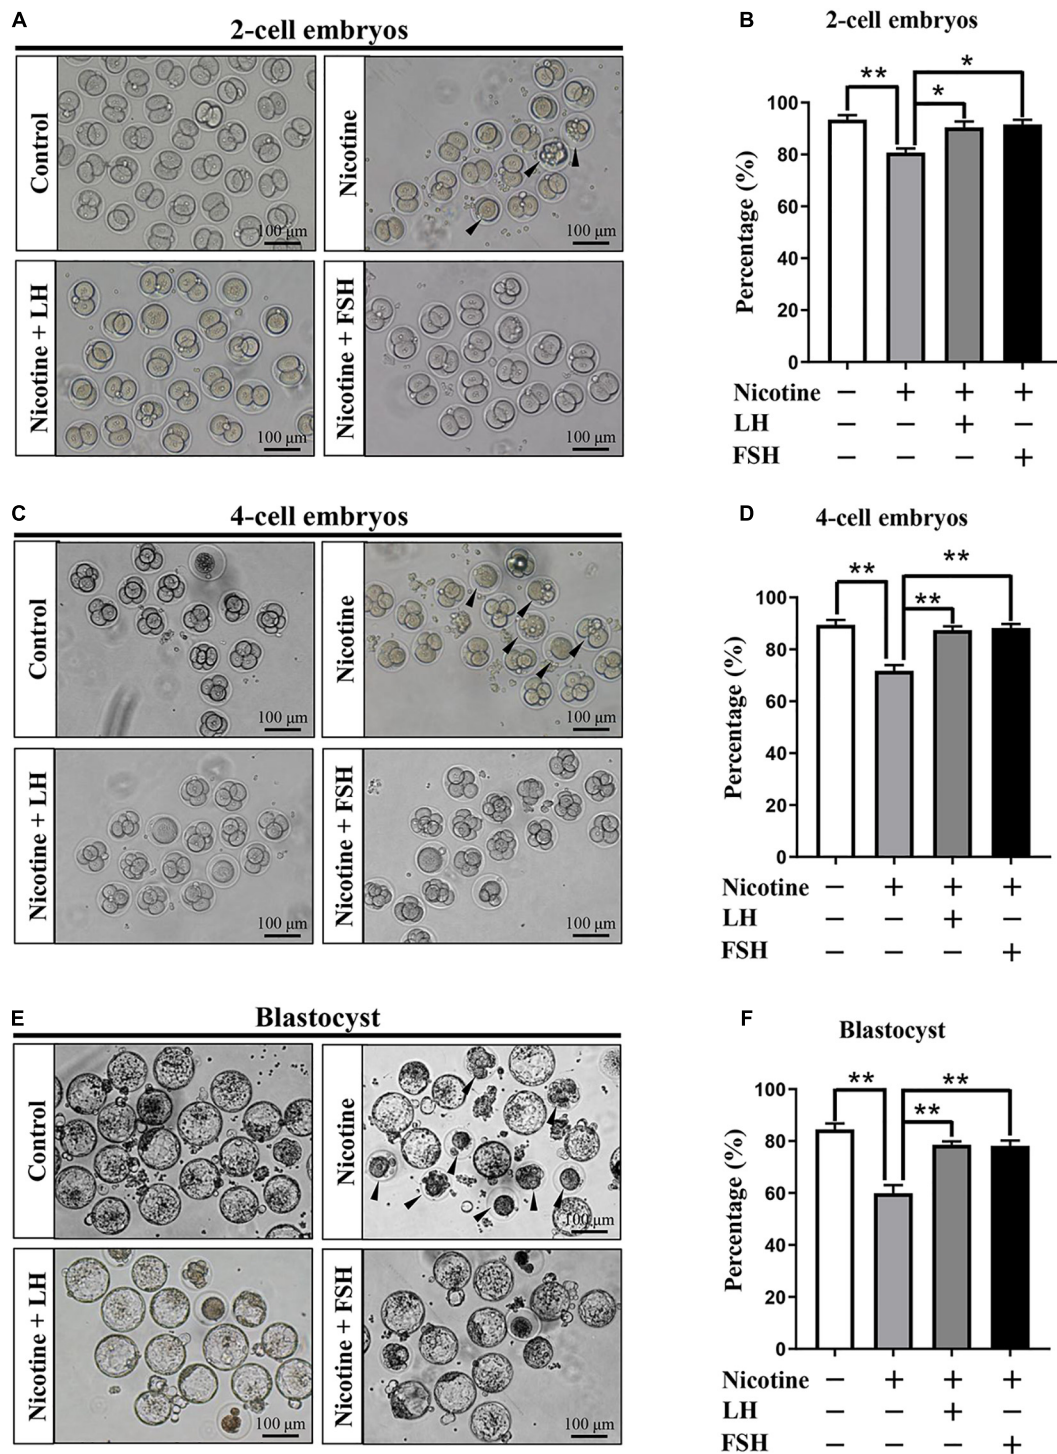 A
2-cell embryos
Control
100 µm
Nicotine
100 µm
Nicotine + LH
100 µm
Nicotine + FSH
100 µm
B
2-cell embryos
** * *
Percentage (%)
100
80
60
40
20
0
Nicotine − + + +
LH − − + −
FSH − − − +
C
4-cell embryos
Control
100 µm
Nicotine
100 µm
Nicotine + LH
100 µm
Nicotine + FSH
100 µm
D
4-cell embryos
** ** **
Percentage (%)
100
80
60
40
20
0
Nicotine − + + +
LH − − + −
FSH − − − +
E
Blastocyst
Control
Nicotine
100 µm
Nicotine + LH
100 µm
Nicotine + FSH
100 µm
F
Blastocyst
** ** **
Percentage (%)
100
80
60
40
20
0
Nicotine − + + +
LH − − + −
FSH − − − +